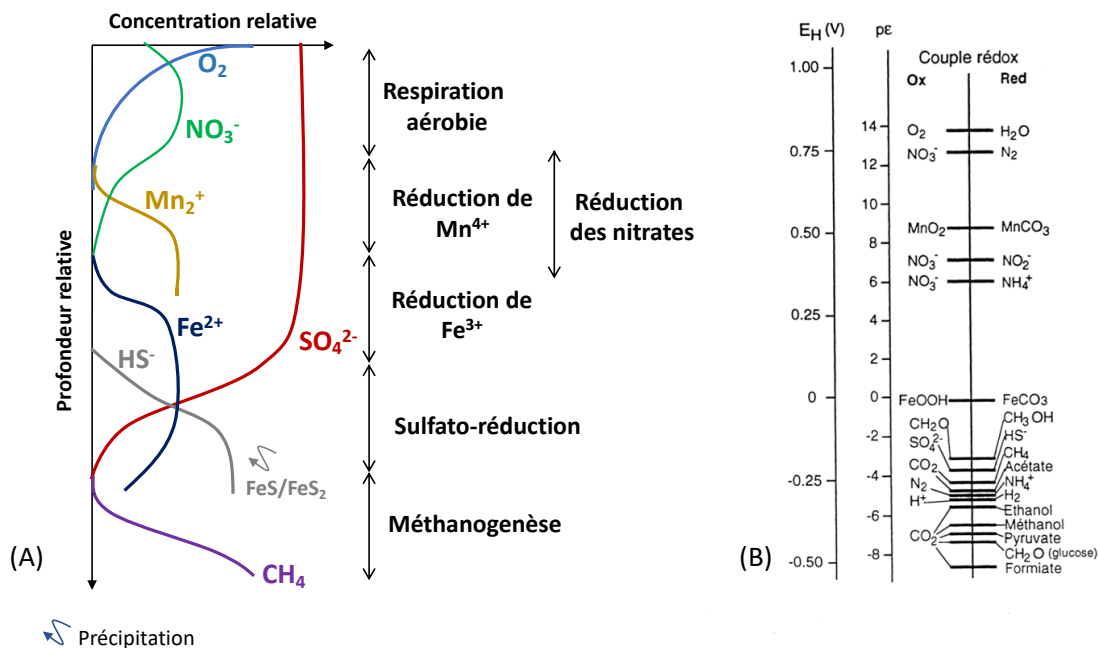 Concentration relative
Profondeur relative
O₂
NO₃⁻
Mn₂⁺
Fe²⁺
HS⁻
SO₄²⁻
FeS/FeS₂
CH₄
Respiration
aérobie
Réduction de
Mn⁴⁺
Réduction
des nitrates
Réduction de
Fe³⁺
Sulfato-réduction
Méthanogenèse
(A)
Précipitation
E_H (V)
pε
1.00
0.75
0.50
0.25
0
-0.25
-0.50
14
12
10
8
6
4
2
0
-2
-4
-6
-8
Couple rédox
Ox Red
O₂ H₂O
NO₃⁻ N₂
MnO₂ MnCO₃
NO₃⁻ NO₂⁻
NO₃⁻ NH₄⁺
FeOOH FeCO₃
CH₂O CH₃OH
SO₄²⁻ HS⁻
CO₂ CH₄
Acétate
N₂ NH₄⁺
H⁺ H₂
Ethanol
Méthanol
CO₂ Pyruvate
CH₂O (glucose)
Formiate
(B)